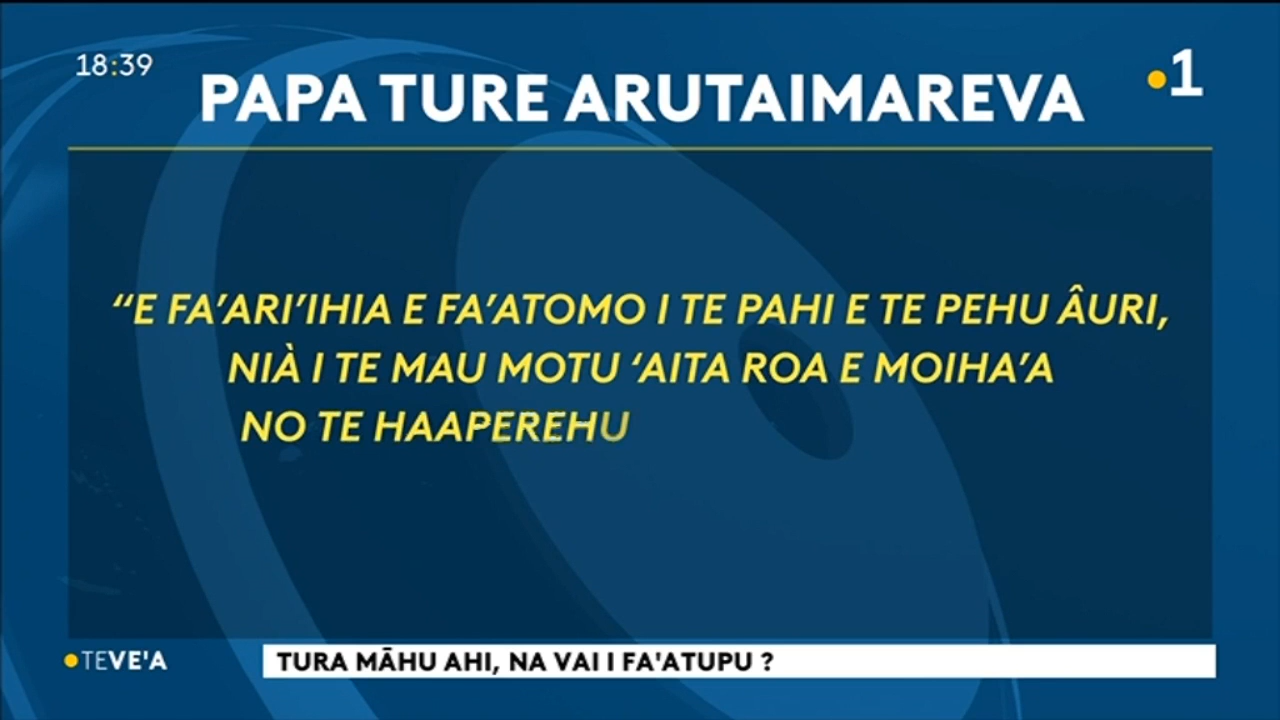 18:39
PAPA TURE ARUTAIMAREVA
1
“E FA’ARI’IHIA E FA’ATOMO I TE PAHI E TE PEHU ÂURI,
NIÀ I TE MAU MOTU ‘AITA ROA E MOIHA’A
NO TE HAAPEREHU
TEVE'A
TURA MĀHU AHI, NA VAI I FA'ATUPU ?